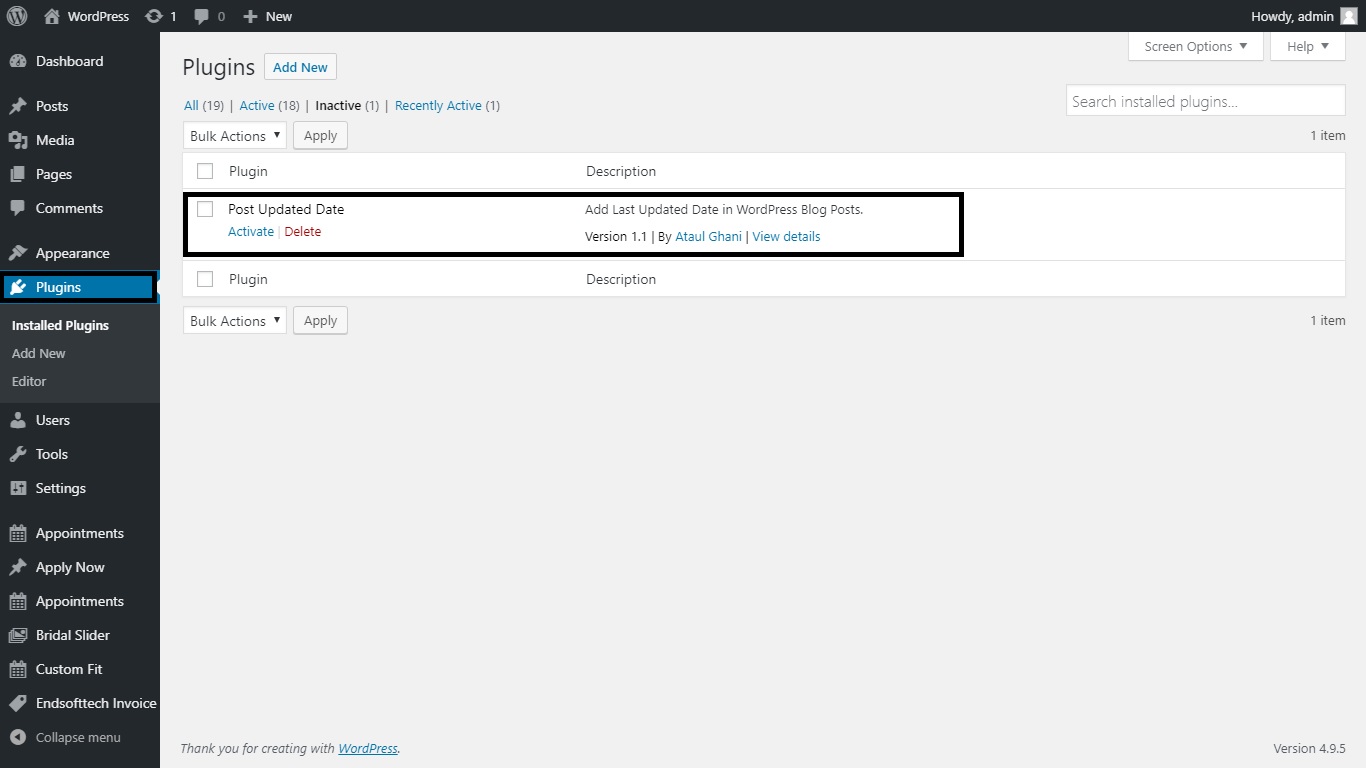 WordPress 1 0 New Howdy, admin
Dashboard
Posts
Media
Pages
Comments
Appearance
Plugins
Installed Plugins
Add New
Editor
Users
Tools
Settings
Appointments
Apply Now
Appointments
Bridal Slider
Custom Fit
Endsofttech Invoice
Collapse menu
Screen Options Help
Plugins Add New
All (19) | Active (18) | Inactive (1) | Recently Active (1)
Search installed plugins...
Bulk Actions Apply 1 item
Plugin Description
Post Updated Date Add Last Updated Date in WordPress Blog Posts.
Activate | Delete Version 1.1 | By Ataul Ghani | View details
Plugin Description
Bulk Actions Apply 1 item
Thank you for creating with WordPress. Version 4.9.5